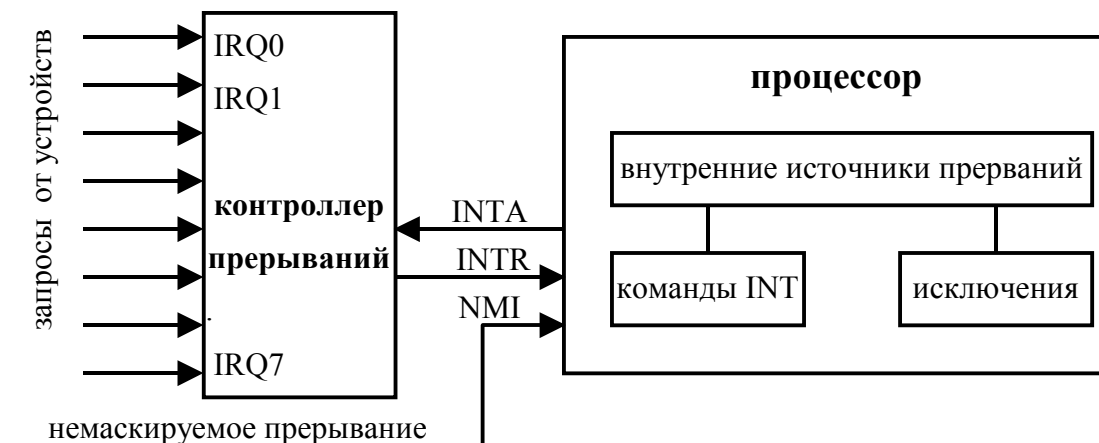 запросы от устройств
IRQ0
IRQ1
контроллер
прерываний
.
IRQ7
INTA
INTR
NMI
процессор
внутренние источники прерваний
команды INT
исключения
немаскируемое прерывание